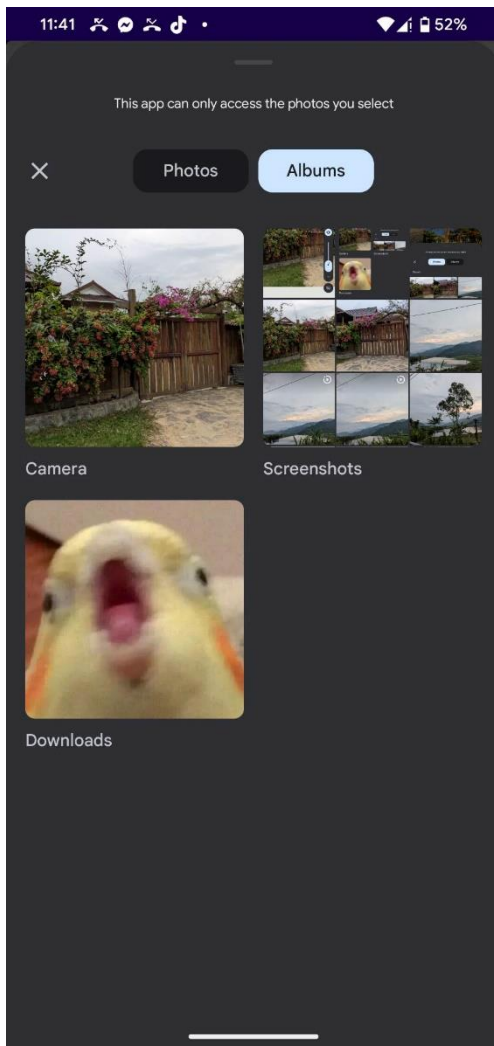 11:41 52%
This app can only access the photos you select
Photos Albums
Camera Screenshots
Downloads